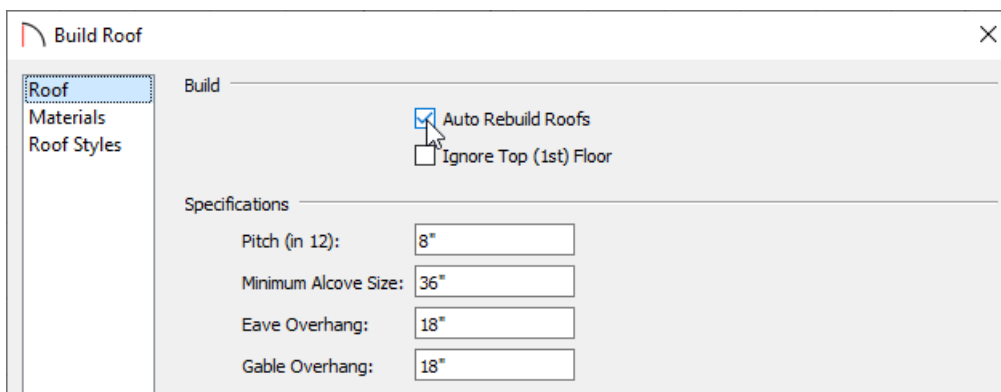 Build Roof
Roof
Materials
Roof Styles
Build
Auto Rebuild Roofs
Ignore Top (1st) Floor
Specifications
Pitch (in 12): 8"
Minimum Alcove Size: 36"
Eave Overhang: 18"
Gable Overhang: 18"